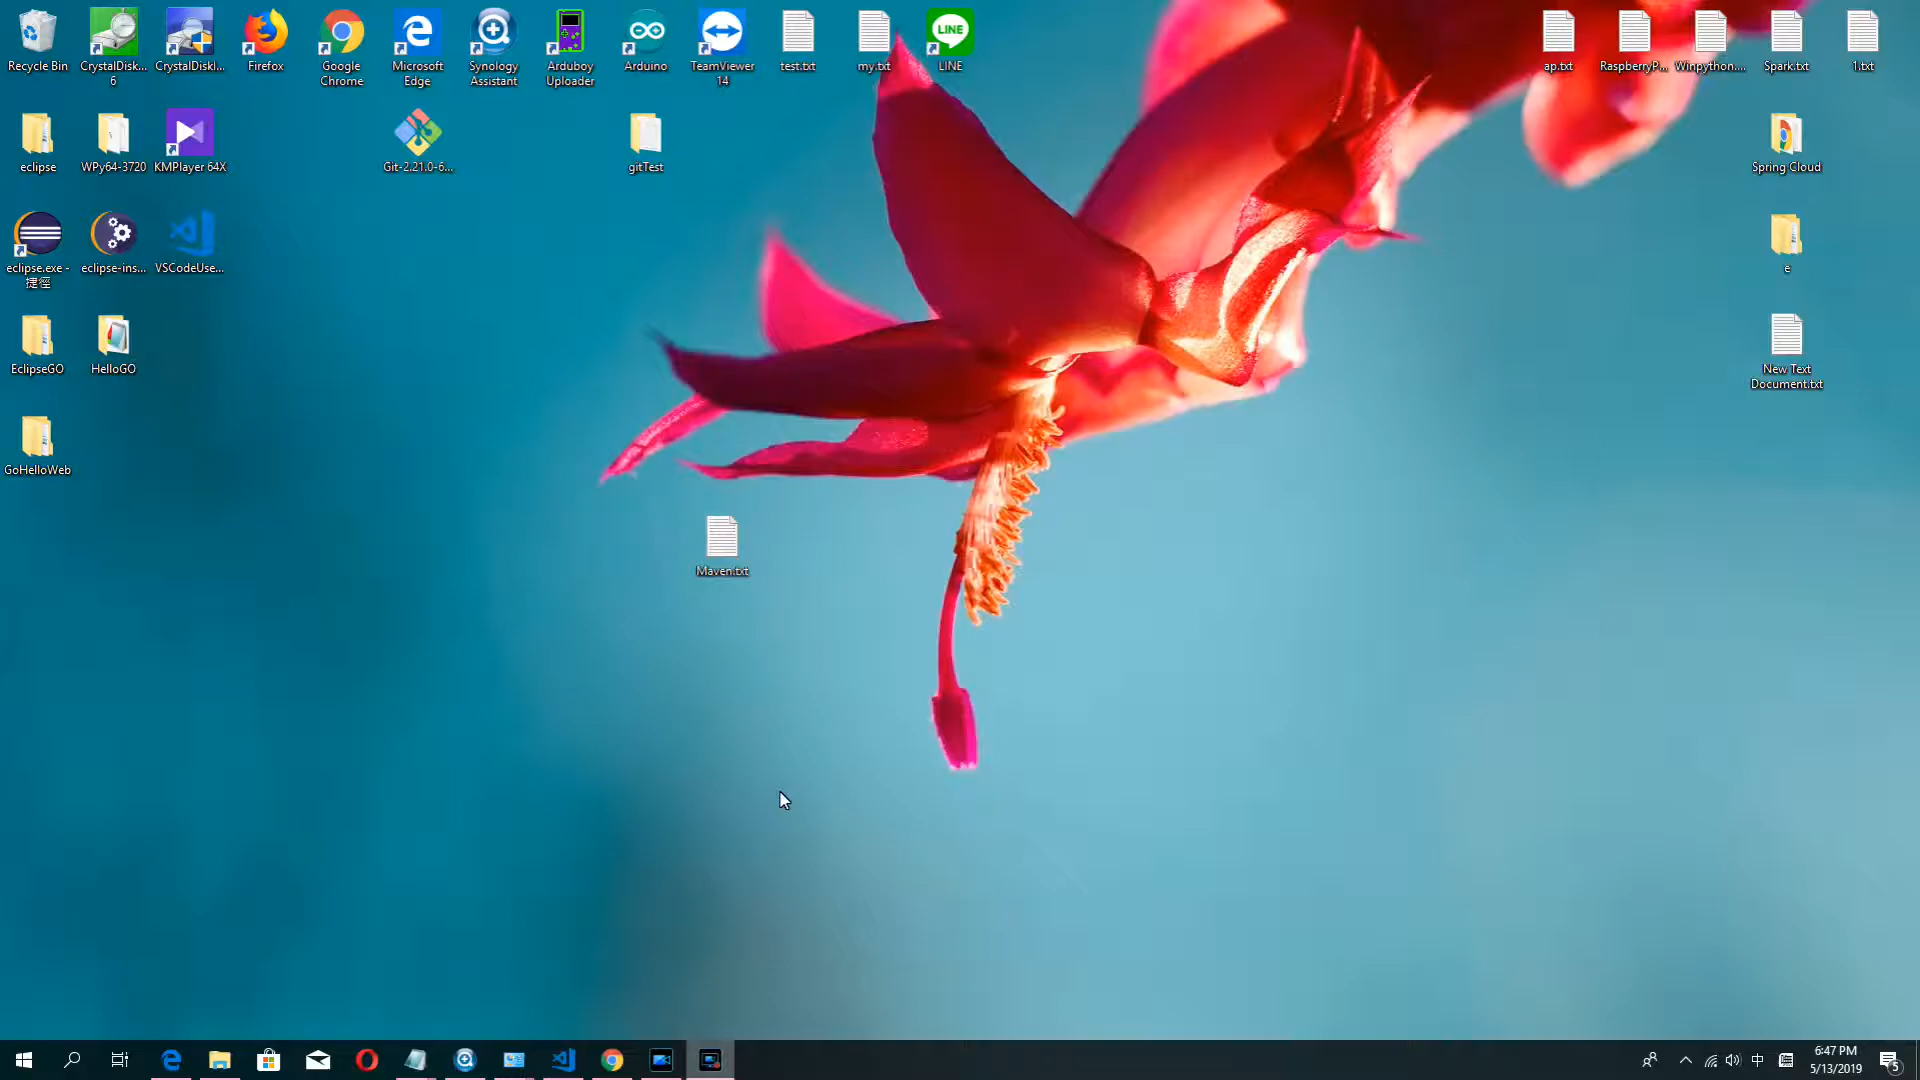 Recycle Bin
CrystalDisk...
6
CrystalDiskI...
Firefox
Google
Chrome
Microsoft
Edge
Synology
Assistant
Arduboy
Uploader
Arduino
TeamViewer
14
test.txt
my.txt
LINE
LINE
ap.txt
RaspberryP...
Winpython....
Spark.txt
1.txt
eclipse
WPy64-3720
KMPlayer 64X
Git-2.21.0-6...
gitTest
Spring Cloud
eclipse.exe -
捷徑
eclipse-ins...
VSCodeUse...
e
EclipseGO
HelloGO
New Text
Document.txt
GoHelloWeb
Maven.txt
中
6:47 PM
5/13/2019
5